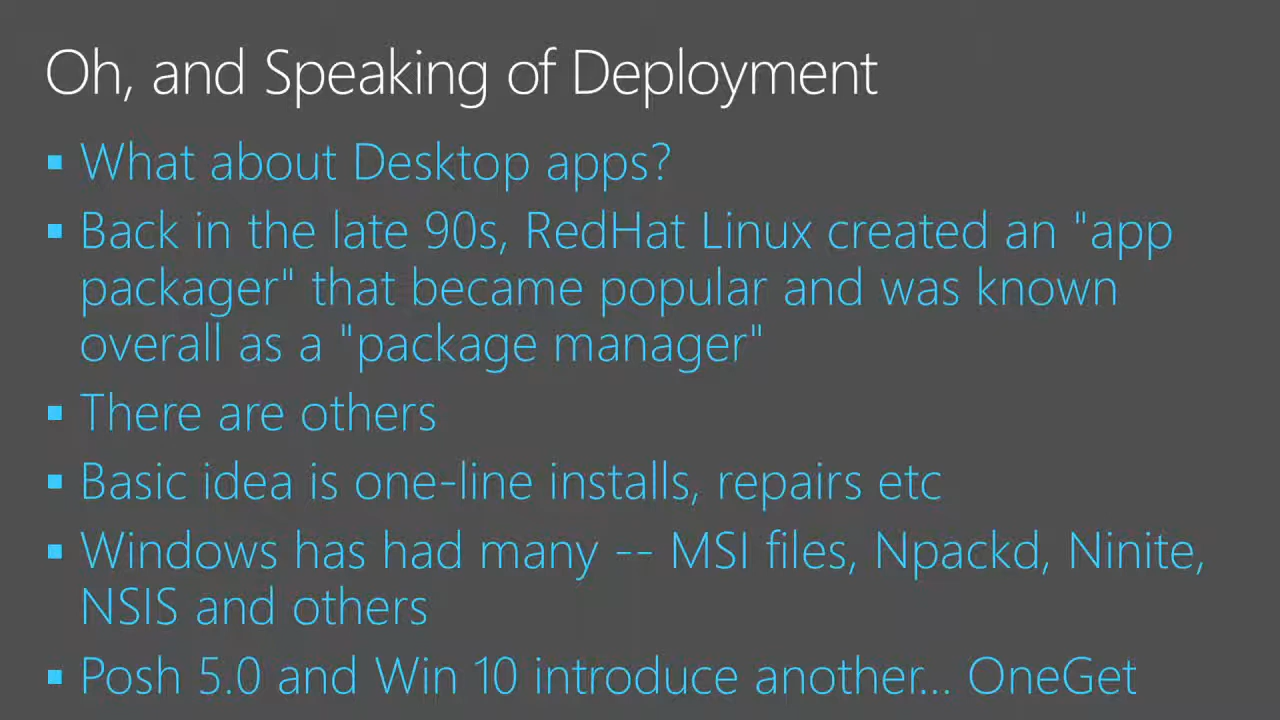 Oh, and Speaking of Deployment
▪ What about Desktop apps?
▪ Back in the late 90s, RedHat Linux created an "app
packager" that became popular and was known
overall as a "package manager"
▪ There are others
▪ Basic idea is one-line installs, repairs etc
▪ Windows has had many -- MSI files, Npackd, Ninite,
NSIS and others
▪ Posh 5.0 and Win 10 introduce another... OneGet